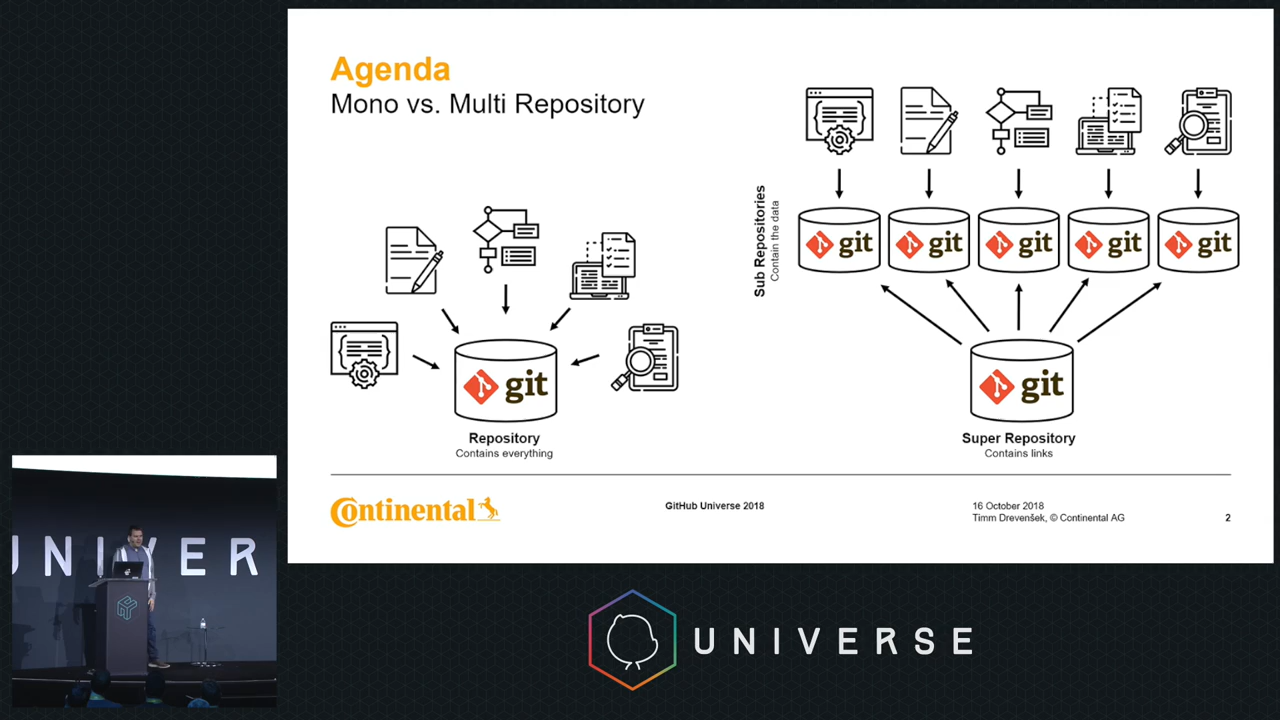 Agenda
Mono vs. Multi Repository
Sub Repositories
Contain the data
git
git
git
git
git
git
git
Repository
Contains everything
Super Repository
Contains links
Continental
GitHub Universe 2018
16 October 2018
Timm Drevenšek, © Continental AG
2
UNIVER
UNIVERSE